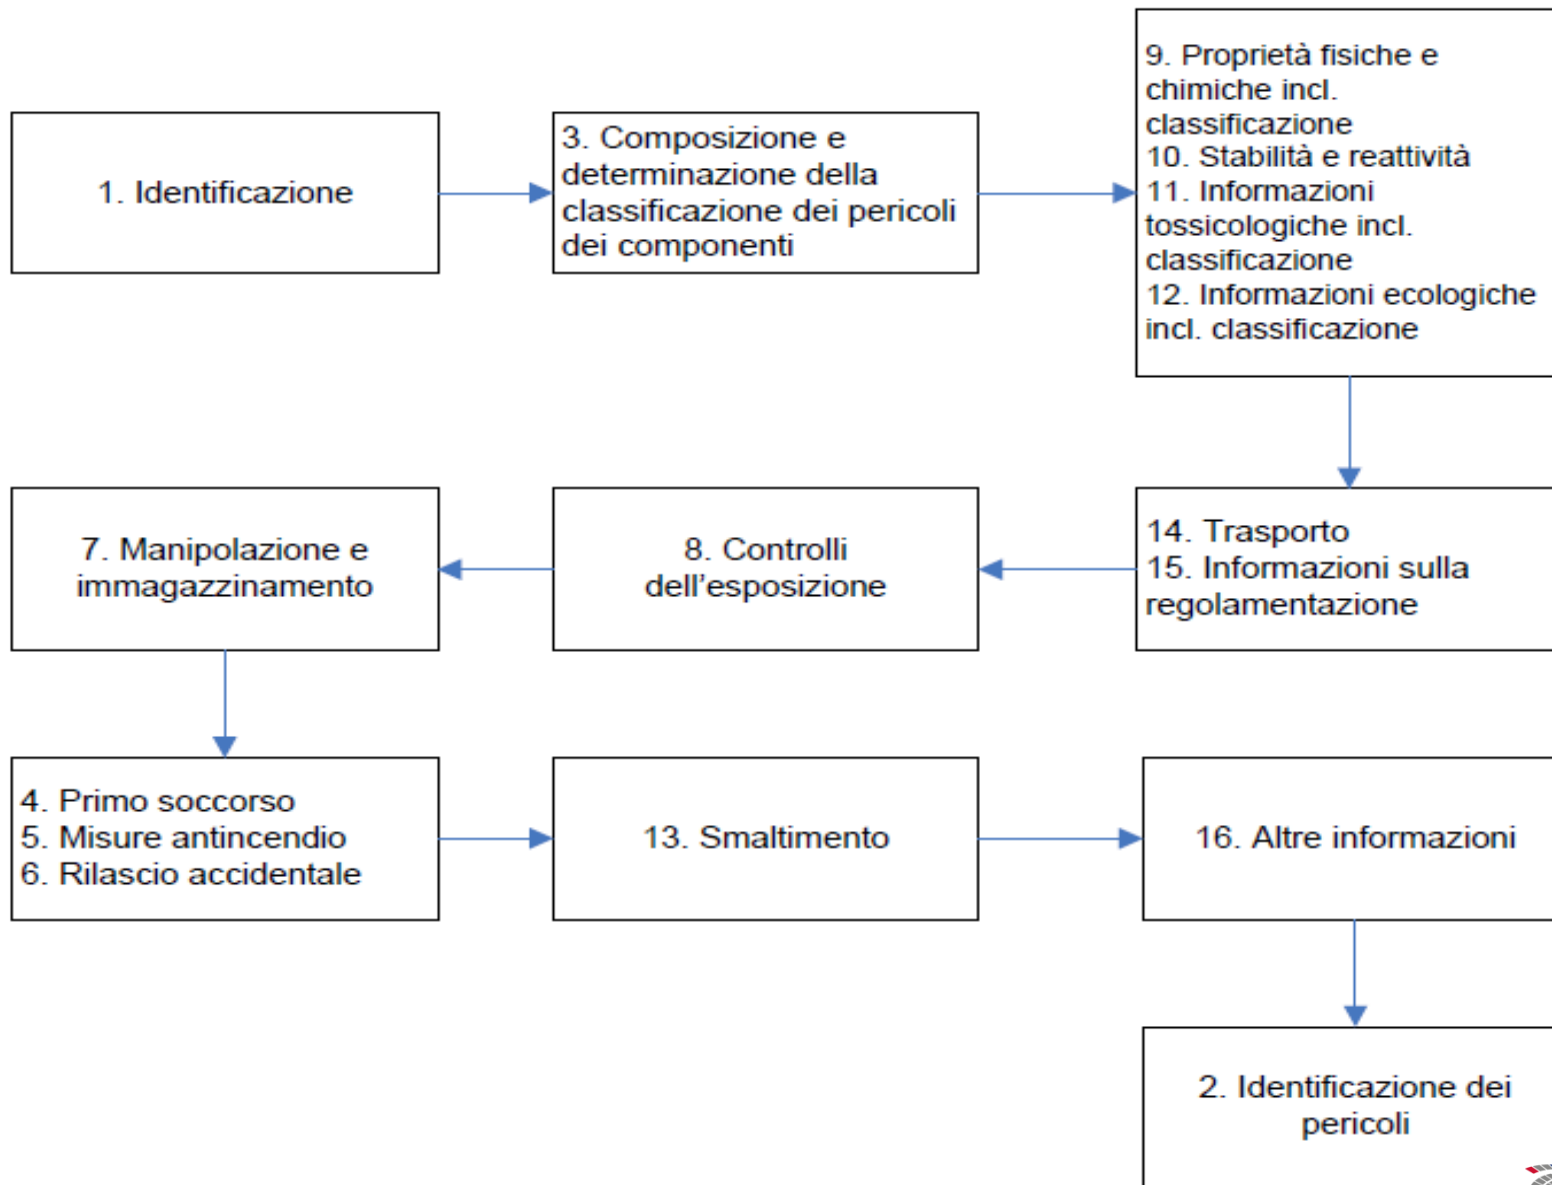 1. Identificazione
3. Composizione e
determinazione della
classificazione dei pericoli
dei componenti
9. Proprietà fisiche e
chimiche incl.
classificazione
10. Stabilità e reattività
11. Informazioni
tossicologiche incl.
classificazione
12. Informazioni ecologiche
incl. classificazione
14. Trasporto
15. Informazioni sulla
regolamentazione
8. Controlli
dell'esposizione
7. Manipolazione e
immagazzinamento
4. Primo soccorso
5. Misure antincendio
6. Rilascio accidentale
13. Smaltimento
16. Altre informazioni
2. Identificazione dei
pericoli